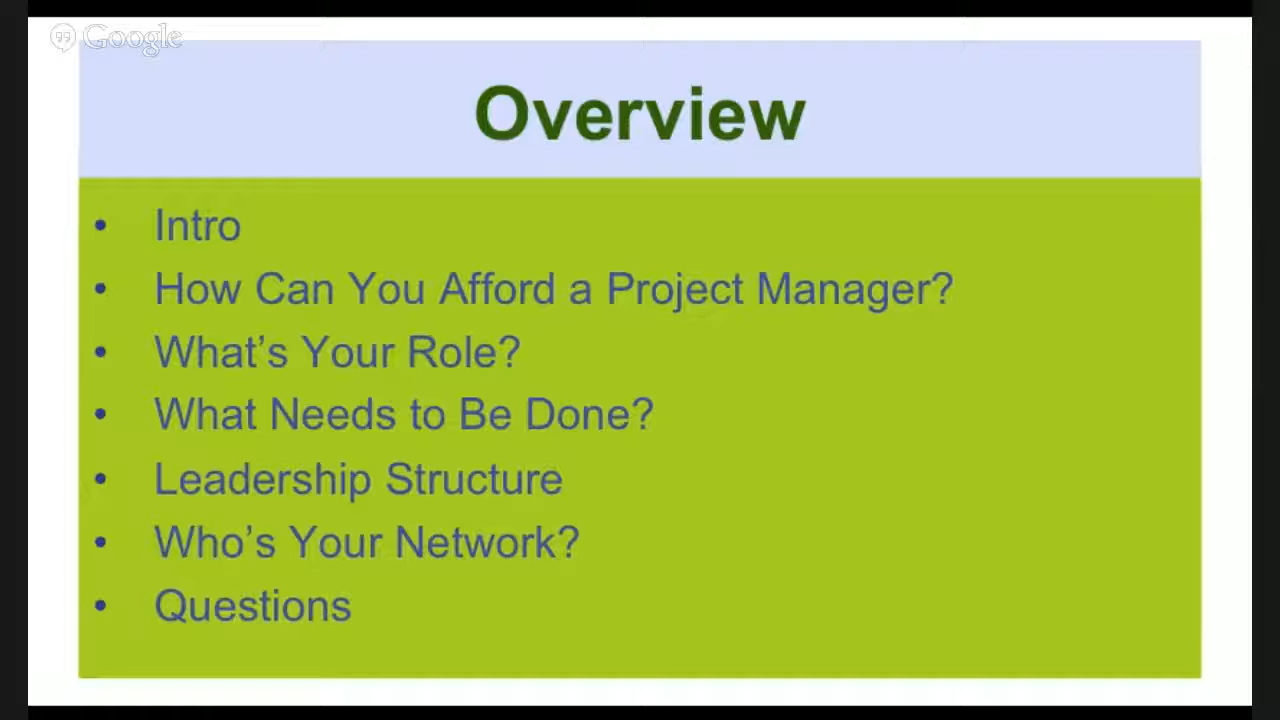 Google
Overview
• Intro
• How Can You Afford a Project Manager?
• What’s Your Role?
• What Needs to Be Done?
• Leadership Structure
• Who’s Your Network?
• Questions